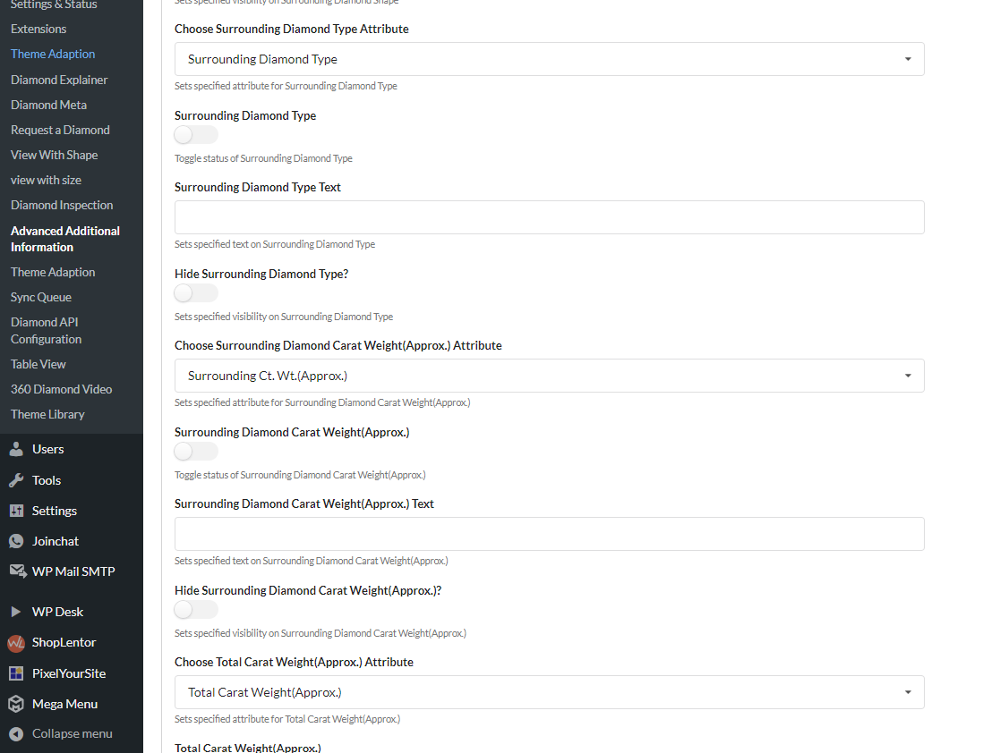 Settings & Status
Extensions
Theme Adaption
Diamond Explainer
Diamond Meta
Request a Diamond
View With Shape
view with size
Diamond Inspection
Advanced Additional
Information
Theme Adaption
Sync Queue
Diamond API
Configuration
Table View
360 Diamond Video
Theme Library
Users
Tools
Settings
Joinchat
WP Mail SMTP
WP Desk
ShopLentor
PixelYourSite
Mega Menu
Collapse menu
Sets specified visibility on Surrounding Diamond Shape
Choose Surrounding Diamond Type Attribute
Surrounding Diamond Type
Sets specified attribute for Surrounding Diamond Type
Surrounding Diamond Type
Toggle status of Surrounding Diamond Type
Surrounding Diamond Type Text
Sets specified text on Surrounding Diamond Type
Hide Surrounding Diamond Type?
Sets specified visibility on Surrounding Diamond Type
Choose Surrounding Diamond Carat Weight(Approx.) Attribute
Surrounding Ct. Wt.(Approx.)
Sets specified attribute for Surrounding Diamond Carat Weight(Approx.)
Surrounding Diamond Carat Weight(Approx.)
Toggle status of Surrounding Diamond Carat Weight(Approx.)
Surrounding Diamond Carat Weight(Approx.) Text
Sets specified text on Surrounding Diamond Carat Weight(Approx.)
Hide Surrounding Diamond Carat Weight(Approx.)?
Sets specified visibility on Surrounding Diamond Carat Weight(Approx.)
Choose Total Carat Weight(Approx.) Attribute
Total Carat Weight(Approx.)
Sets specified attribute for Total Carat Weight(Approx.)
Total Carat Weight(Approx.)